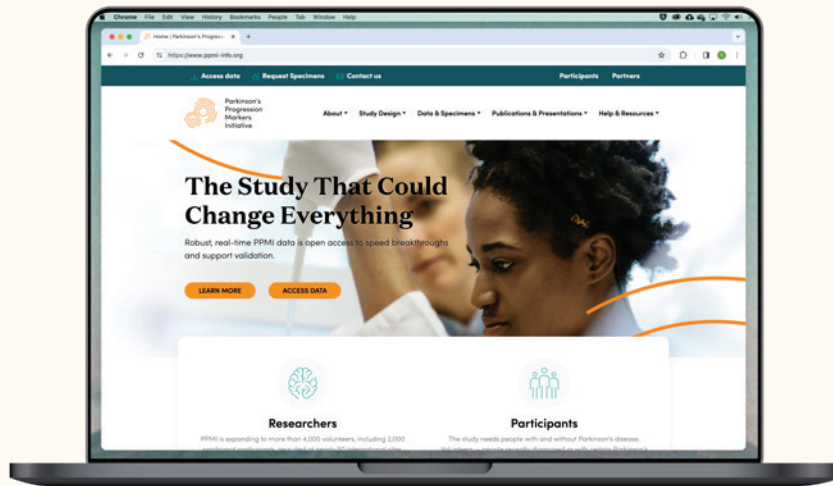 Chrome File Edit View History Bookmarks People Tab Window Help
Home | Parkinson's Progressi
https://www.ppmi-info.org
Access data Request Specimens Contact us Participants Partners
Parkinson's
Progression
Markers
Initiative
About Study Design Data & Specimens Publications & Presentations Help & Resources
The Study That Could
Change Everything
Robust, real-time PPMI data is open access to speed breakthroughs
and support validation.
LEARN MORE ACCESS DATA
Researchers
PPMI is expanding to more than 4,000 volunteers, including 2,000
Participants
The study needs people with and without Parkinson's disease.